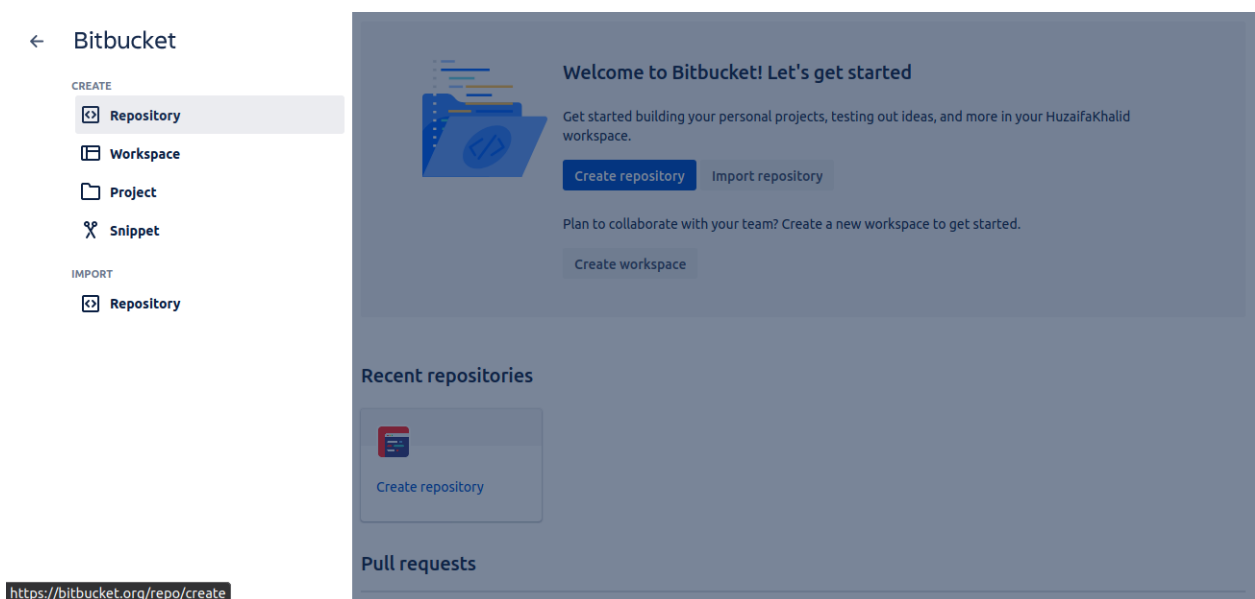 Bitbucket
CREATE
Repository
Workspace
Project
Snippet
IMPORT
Repository
https://bitbucket.org/repo/create
Welcome to Bitbucket! Let's get started
Get started building your personal projects, testing out ideas, and more in your HuzaifaKhalid
workspace.
Create repository Import repository
Plan to collaborate with your team? Create a new workspace to get started.
Create workspace
Recent repositories
Create repository
Pull requests